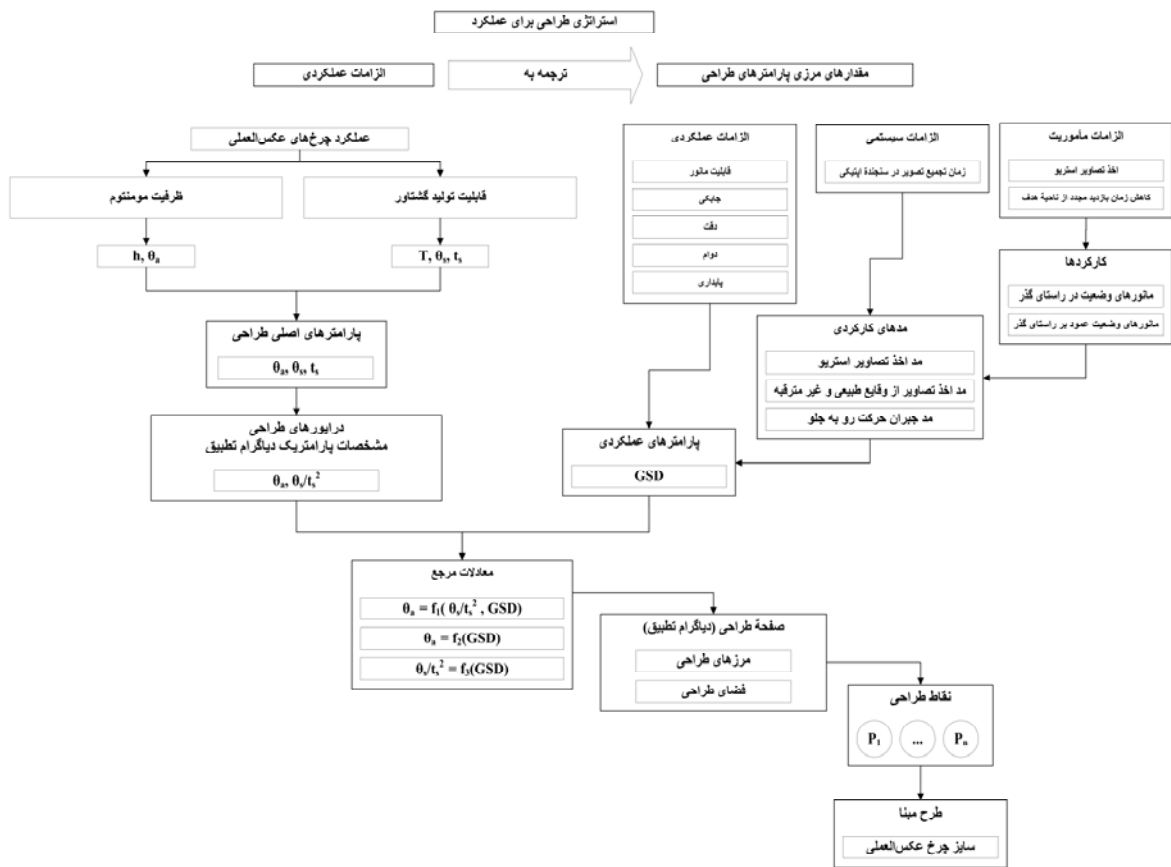 استراتژی طراحی برای عملکرد
الزامات عملکردی
ترجمه به
مقدارهای مرزی پارامترهای طراحی
عملکرد چرخ‌های عکس‌العملی
ظرفیت مومنتوم
قابلیت تولید گشتاور
h, θa
T, θs, ts
پارامترهای اصلی طراحی
θa, θs, ts
درایورهای طراحی
مشخصات پارامتریک دیاگرام تطبیق
θa, θs/ts²
الزامات عملکردی
قابلیت مانور
چابکی
دقت
دوام
پایداری
الزامات سیستمی
زمان تجمیع تصویر در سنجندهٔ اپتیکی
الزامات مأموریت
اخذ تصاویر استریو
کاهش زمان بازدید مجدد از ناحیهٔ هدف
کارکردها
مانورهای وضعیت در راستای گذر
مانورهای وضعیت عمود بر راستای گذر
مدهای کارکردی
مد اخذ تصاویر استریو
مد اخذ تصاویر از وقایع طبیعی و غیر مترقبه
مد جبران حرکت رو به جلو
پارامترهای عملکردی
GSD
معادلات مرجع
θa = f1( θs/ts² , GSD)
θa = f2(GSD)
θs/ts² = f3(GSD)
صفحهٔ طراحی (دیاگرام تطبیق)
مرزهای طراحی
فضای طراحی
نقاط طراحی
P1 ... Pn
طرح مبنا
سایز چرخ عکس‌العملی